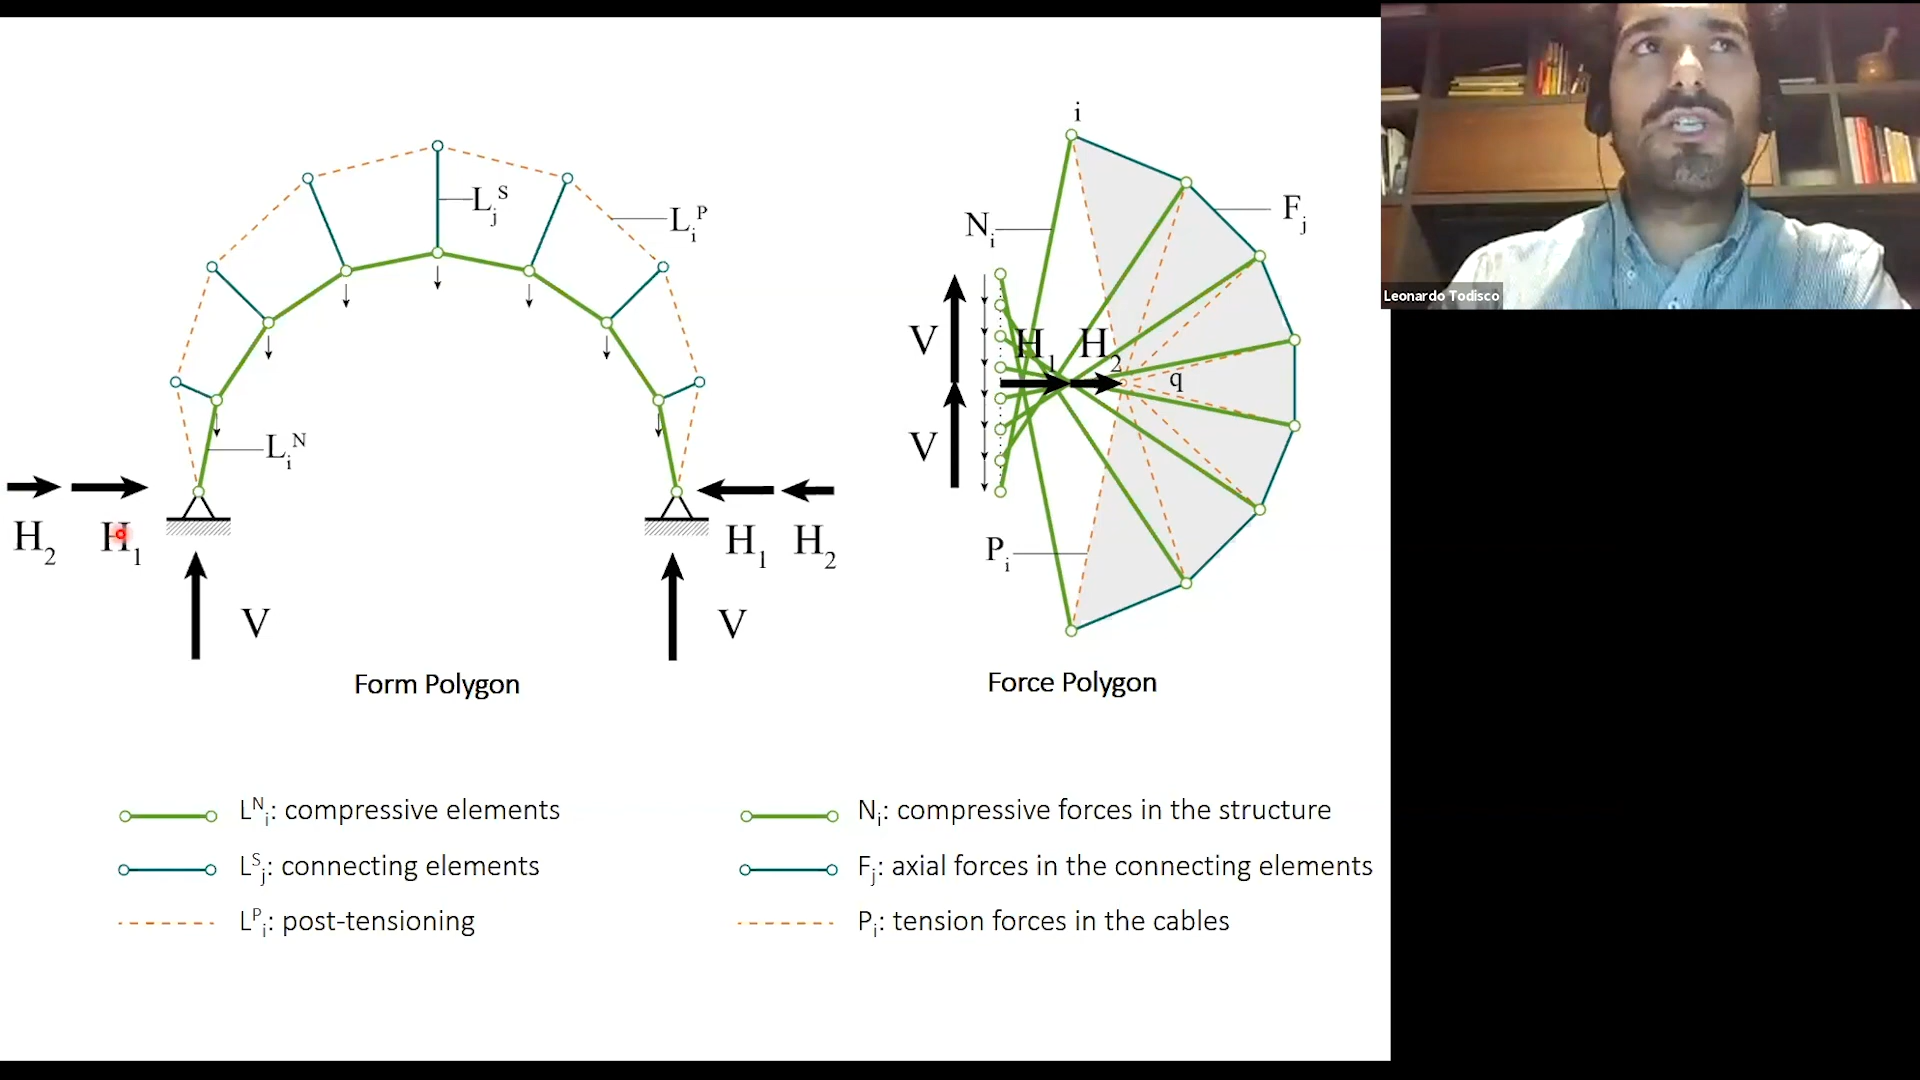 i
L_j^S
L_i^P
N_i
F_j
V
H_1
H_2
q
V
L_i^N
P_i
H_2
H_1
H_1
H_2
V
V
Form Polygon
Force Polygon
L^N_i: compressive elements
N_i: compressive forces in the structure
L^S_j: connecting elements
F_j: axial forces in the connecting elements
L^P_i: post-tensioning
P_i: tension forces in the cables
Leonardo Todisco